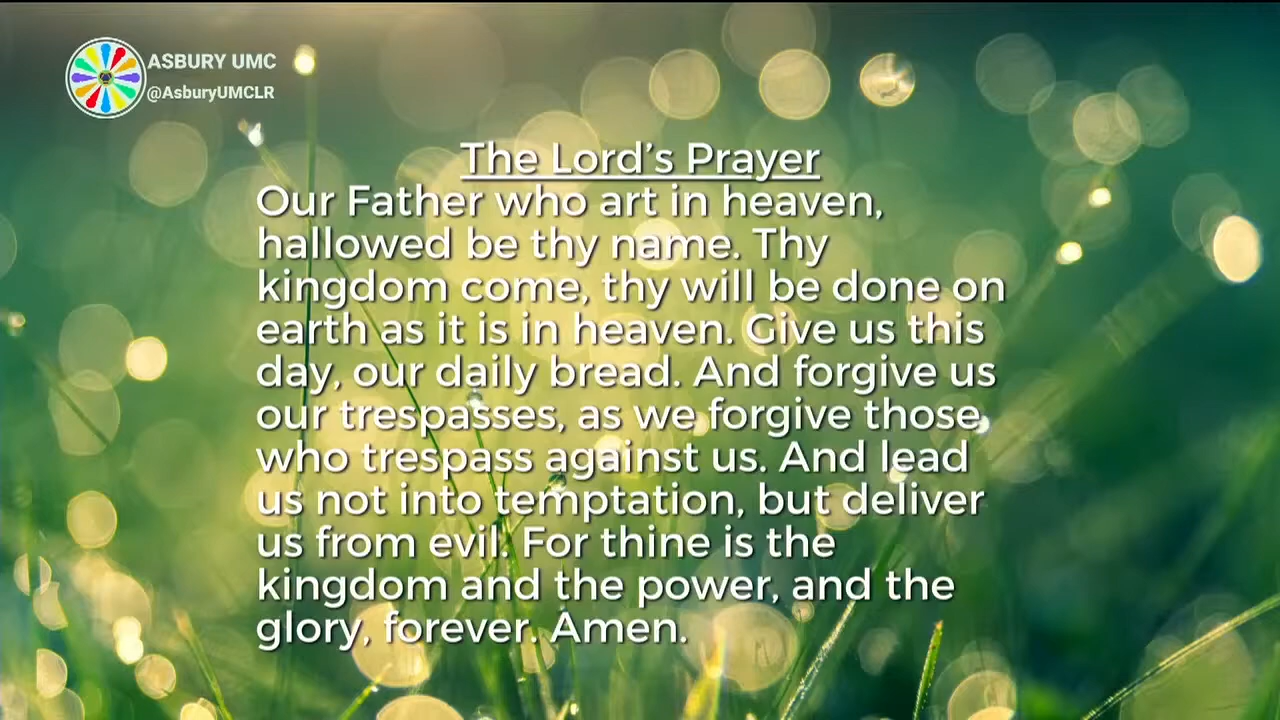 ASBURY UMC
@AsburyUMCLR
The Lord's Prayer
Our Father who art in heaven,
hallowed be thy name. Thy
kingdom come, thy will be done on
earth as it is in heaven. Give us this
day, our daily bread. And forgive us
our trespasses, as we forgive those,
who trespass against us. And lead
us not into temptation, but deliver
us from evil. For thine is the
kingdom and the power, and the
glory, forever. Amen.